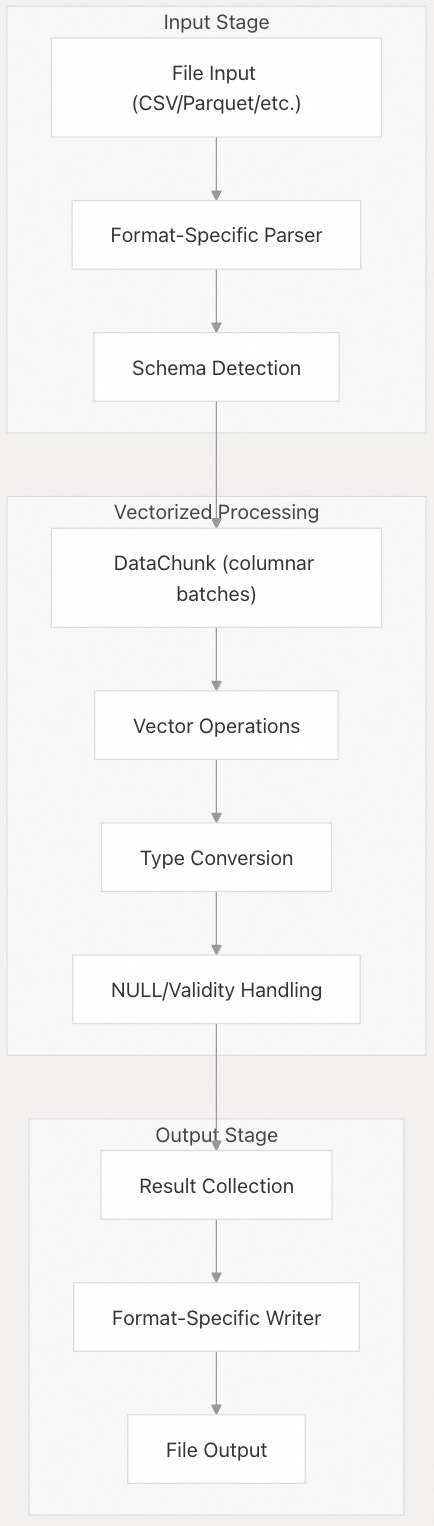 Input Stage
File Input
(CSV/Parquet/etc.)
Format-Specific Parser
Schema Detection
Vectorized Processing
DataChunk (columnar
batches)
Vector Operations
Type Conversion
NULL/Validity Handling
Output Stage
Result Collection
Format-Specific Writer
File Output